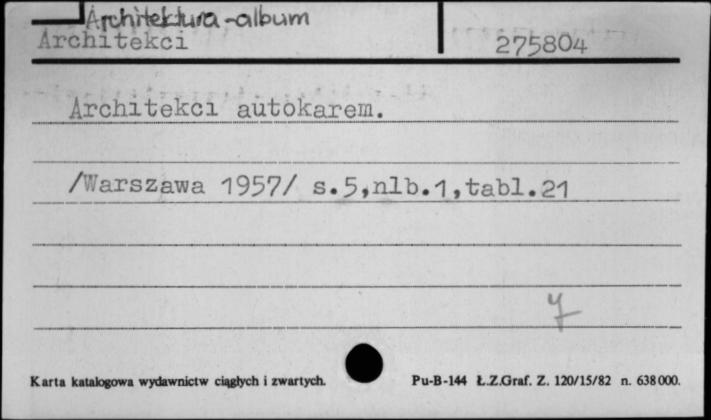 Architektura-album
Architekci 275804
Architekci autokarem.
/Warszawa 1957/ s.5,nlb.1,tabl.21
Karta katalogowa wydawnictw ciągłych i zwartych. Pu-B-144 Ł.Z.Graf. Z. 120/15/82 n. 638000.